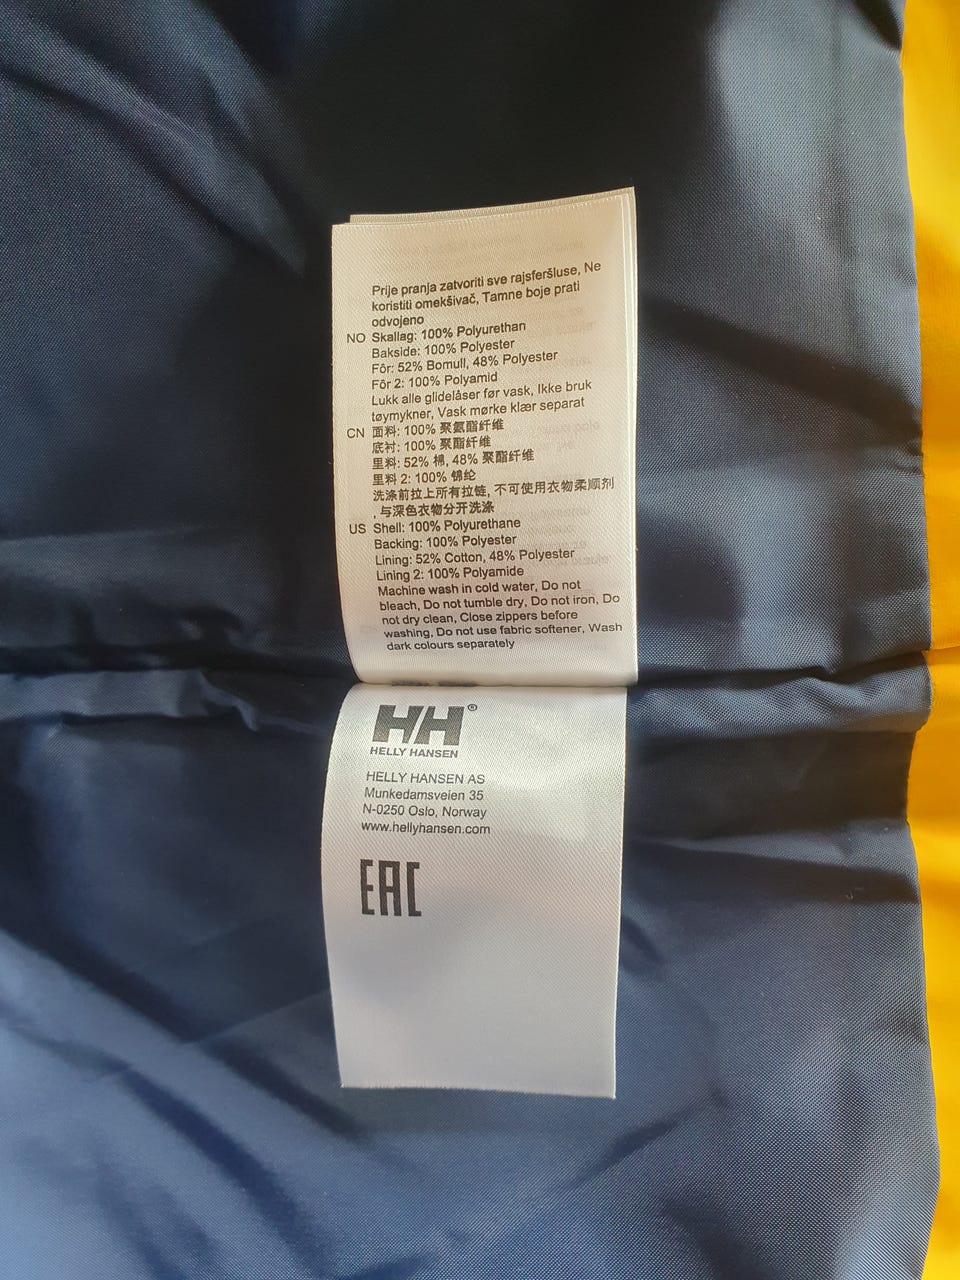 Prije pranja zatvoriti sve rajsferšluse, Ne
koristiti omekšivač, Tamne boje prati
odvojeno
NO Skallag: 100% Polyurethan
Bakside: 100% Polyester
Fôr: 52% Bomull, 48% Polyester
Fôr 2: 100% Polyamid
Lukk alle glidelåser før vask, Ikke bruk
tøymykner, Vask mørke klær separat
CN 面料: 100% 聚氨酯纤维
底衬: 100% 聚酯纤维
里料: 52% 棉, 48% 聚酯纤维
里料 2: 100% 锦纶
洗涤前拉上所有拉链, 不可使用衣物柔顺剂
, 与深色衣物分开洗涤
US Shell: 100% Polyurethane
Backing: 100% Polyester
Lining: 52% Cotton, 48% Polyester
Lining 2: 100% Polyamide
Machine wash in cold water, Do not
bleach, Do not tumble dry, Do not iron, Do
not dry clean, Close zippers before
washing, Do not use fabric softener, Wash
dark colours separately
HH®
HELLY HANSEN
HELLY HANSEN AS
Munkedamsveien 35
N-0250 Oslo, Norway
www.hellyhansen.com
EAC